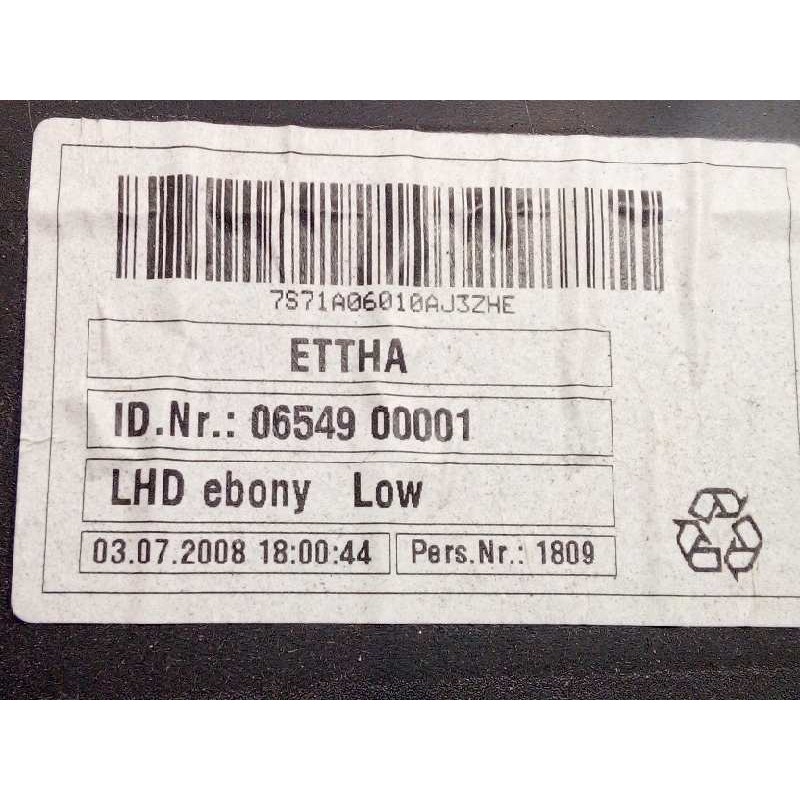 7S71A06010AJ3ZHE
ETTHA
ID.Nr.: 06549 00001
LHD ebony Low
03.07.2008 18:00:44 Pers.Nr.: 1809